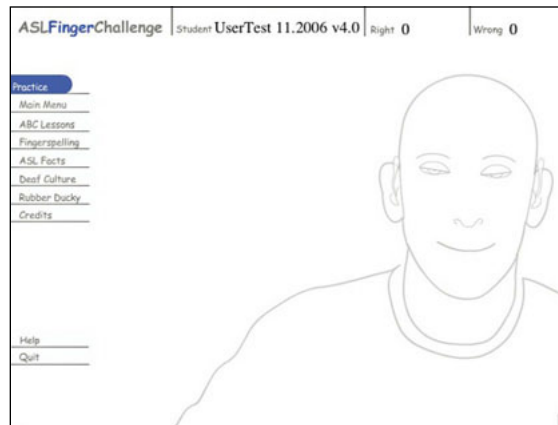 ASLFingerChallenge Student UserTest 11.2006 v4.0 Right 0 Wrong 0
Practice
Main Menu
ABC Lessons
Fingerspelling
ASL Facts
Deaf Culture
Rubber Ducky
Credits
Help
Quit